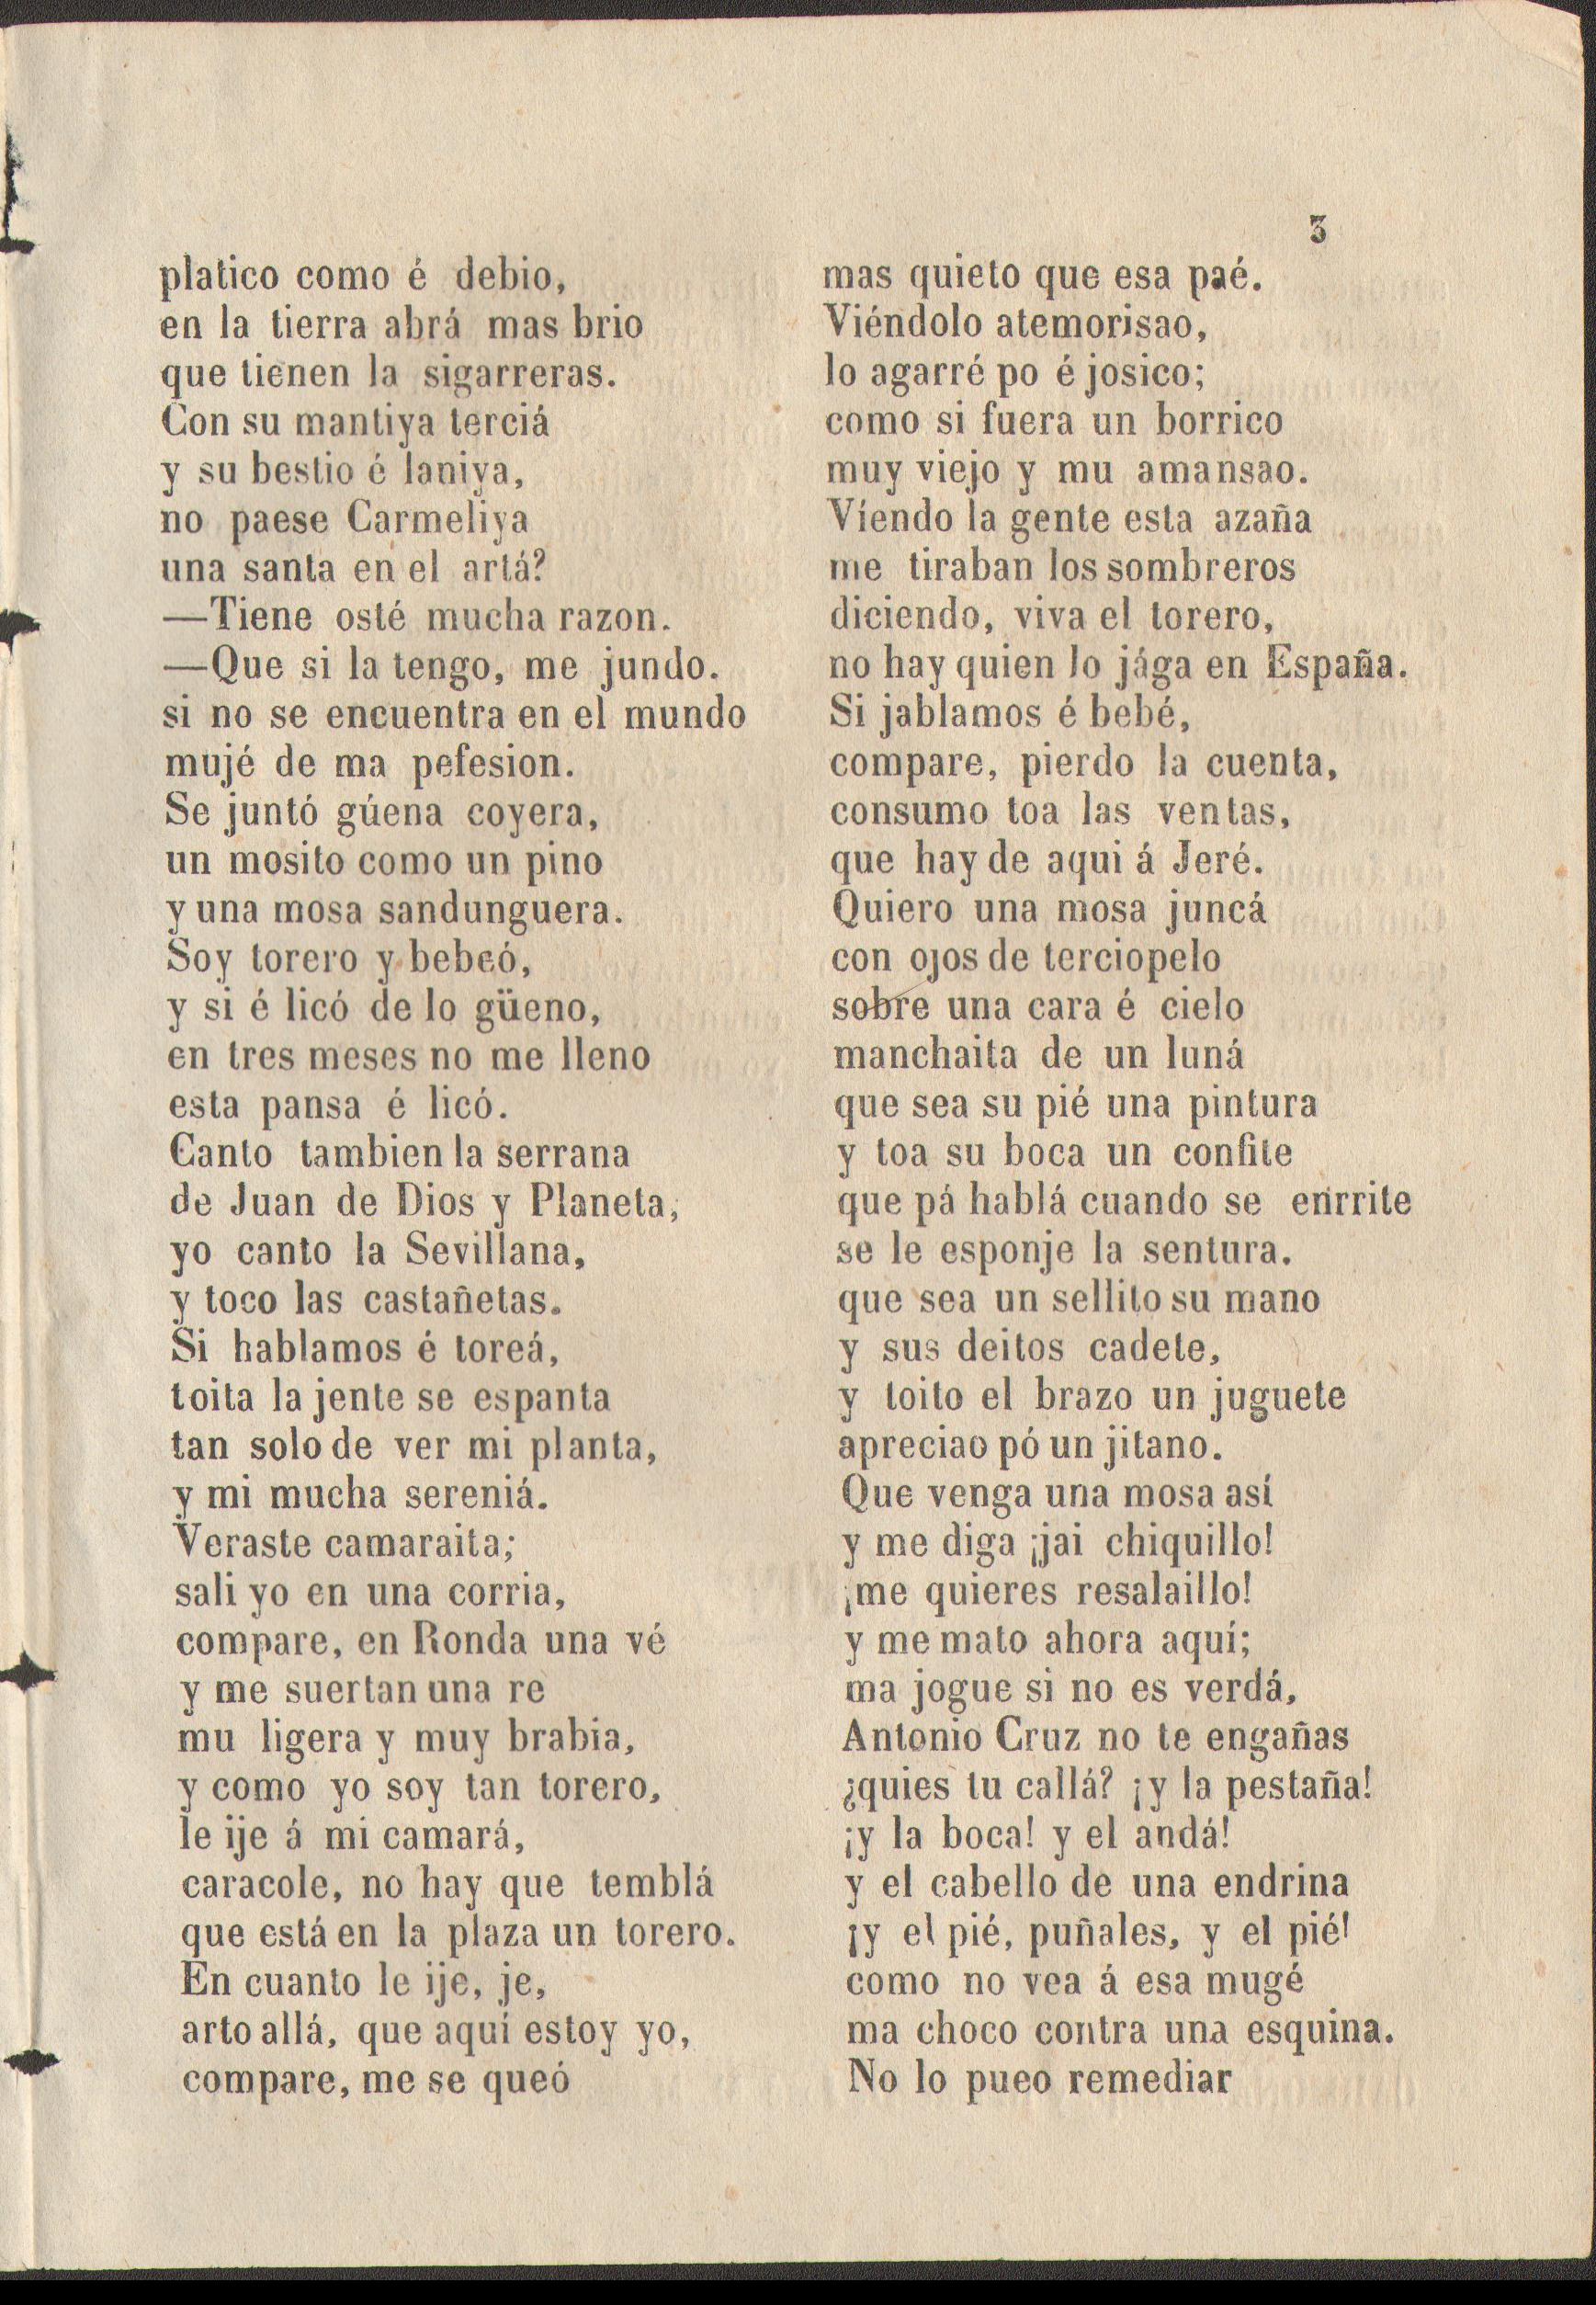 3
platico como é debio,
en la tierra abrá mas brio
que tienen la sigarreras.
Con su mantiya terciá
y su bestio é laniya,
no paese Carmeliya
una santa en el artá?
—Tiene osté mucha razon.
—Que si la tengo, me jundo.
si no se encuentra en el mundo
mujé de ma pefesion.
Se juntó gúena coyera,
un mosito como un pino
y una mosa sandunguera.
Soy torero y bebeó,
y si é licó de lo güeno,
en tres meses no me lleno
esta pansa é licó.
Canto tambien la serrana
de Juan de Dios y Planeta,
yo canto la Sevillana,
y toco las castañetas.
Si hablamos é toreá,
toita la jente se espanta
tan solo de ver mi planta,
y mi mucha sereniá.
Veraste camaraita;
sali yo en una corria,
compare, en Ronda una vé
y me suertan una re
mu ligera y muy brabia,
y como yo soy tan torero,
le ije á mi camará,
caracole, no hay que temblá
que está en la plaza un torero.
En cuanto le ije, je,
arto allá, que aquí estoy yo,
compare, me se queó
mas quieto que esa paé.
Viéndolo atemorisao,
lo agarré po é josico;
como si fuera un borrico
muy viejo y mu amansao.
Víendo la gente esta azaña
me tiraban los sombreros
diciendo, viva el torero,
no hay quien lo jága en España.
Si jablamos é bebé,
compare, pierdo la cuenta,
consumo toa las ventas,
que hay de aqui á Jeré.
Quiero una mosa juncá
con ojos de terciopelo
sobre una cara é cielo
manchaita de un luná
que sea su pié una pintura
y toa su boca un confite
que pá hablá cuando se enrrite
se le esponje la sentura.
que sea un sellito su mano
y sus deitos cadete,
y toito el brazo un juguete
apreciao pó un jitano.
Que venga una mosa así
y me diga ¡jai chiquillo!
¡me quieres resalaillo!
y me mato ahora aquí;
ma jogue si no es verdá,
Antonio Cruz no te engañas
¿quies tu callá? ¡y la pestaña!
¡y la boca! y el andá!
y el cabello de una endrina
¡y el pié, puñales, y el pié!
como no vea á esa mugé
ma choco contra una esquina.
No lo pueo remediar